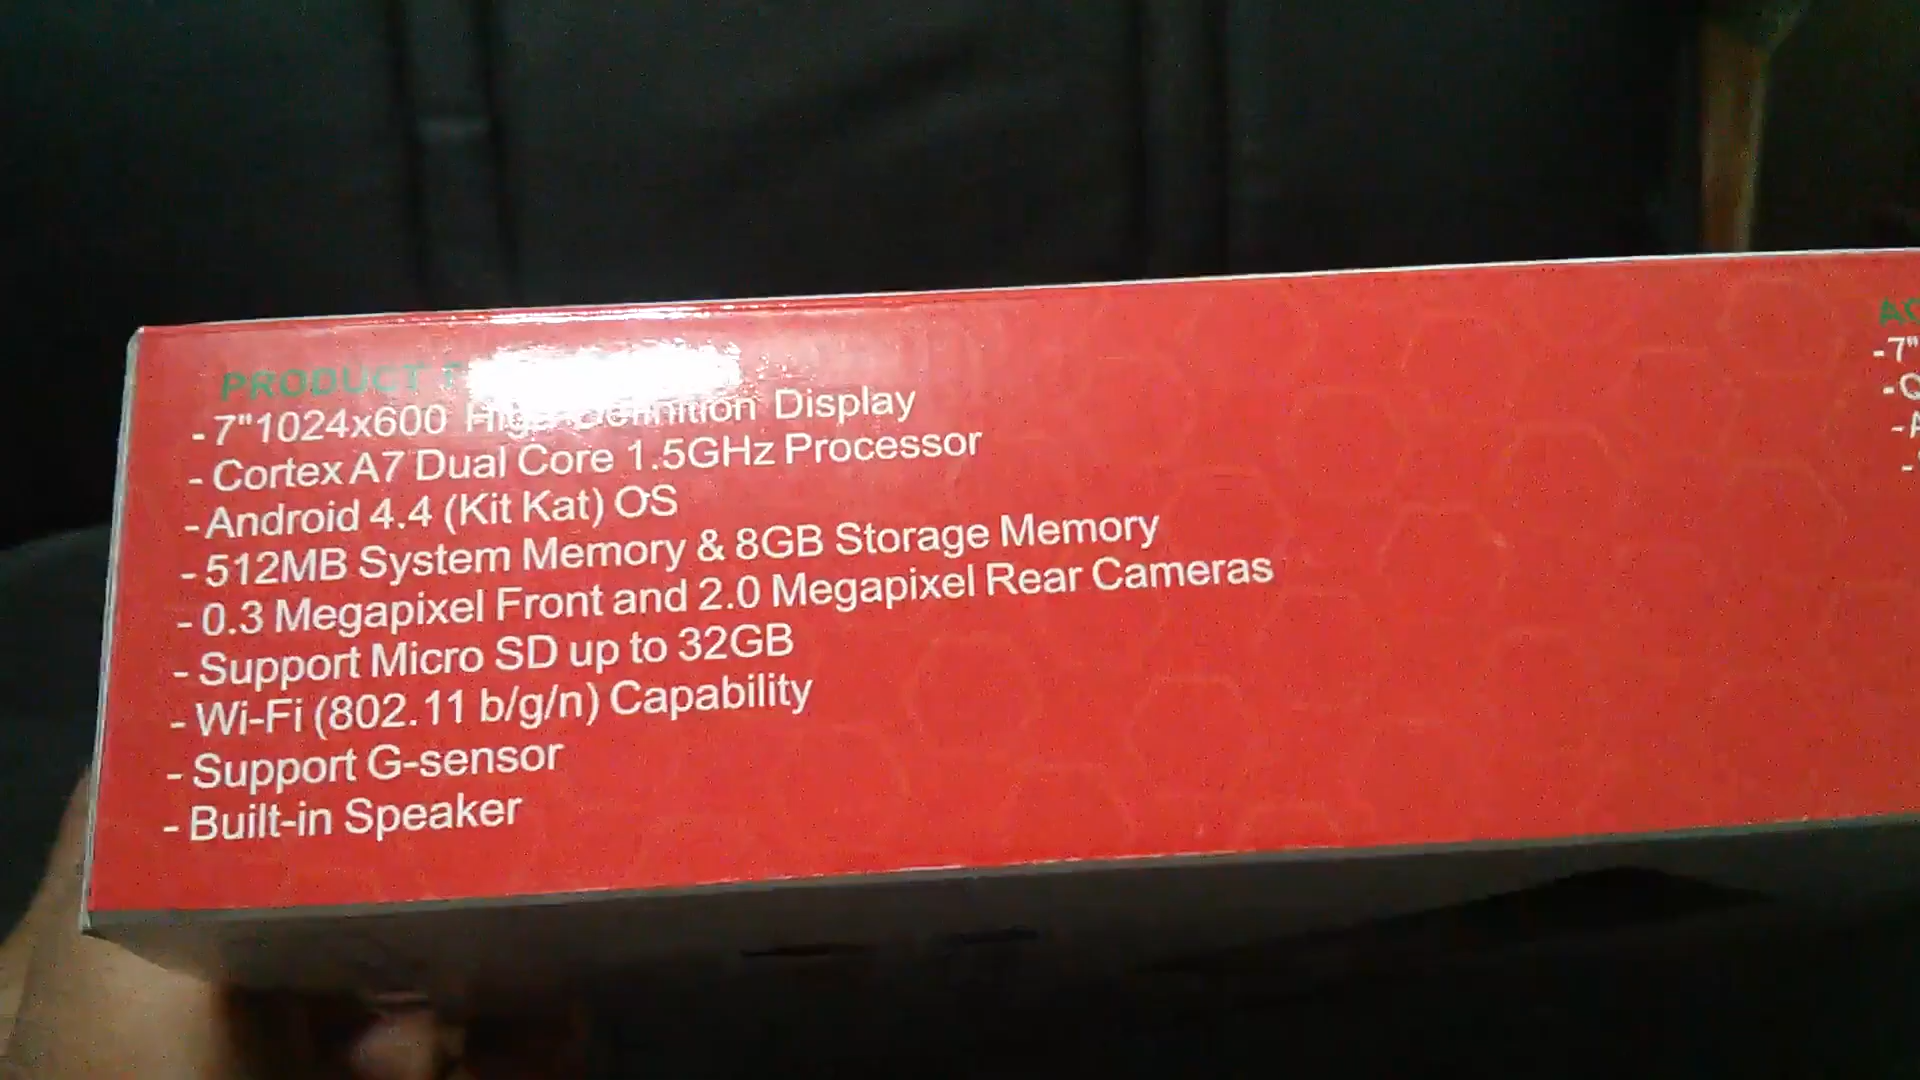 PRODUCT
- 7"1024x600 High Definition Display
- Cortex A7 Dual Core 1.5GHz Processor
- Android 4.4 (Kit Kat) OS
- 512MB System Memory & 8GB Storage Memory
- 0.3 Megapixel Front and 2.0 Megapixel Rear Cameras
- Support Micro SD up to 32GB
- Wi-Fi (802.11 b/g/n) Capability
- Support G-sensor
- Built-in Speaker
-7"